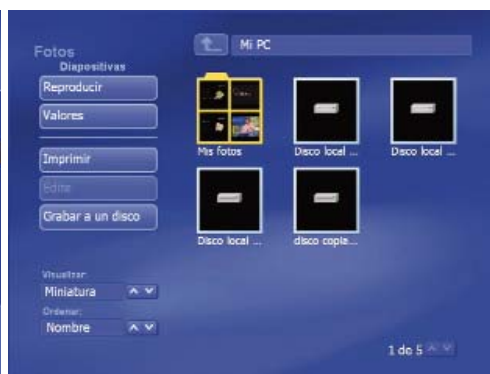 Fotos
Diapositivas
Reproducir
Valores
Imprimir
Editar
Grabar a un disco
Visualizar:
Miniatura
Ordenar:
Nombre
Mi PC
Mis fotos
Disco local ...
Disco local ...
Disco local ...
disco copia...
1 de 5